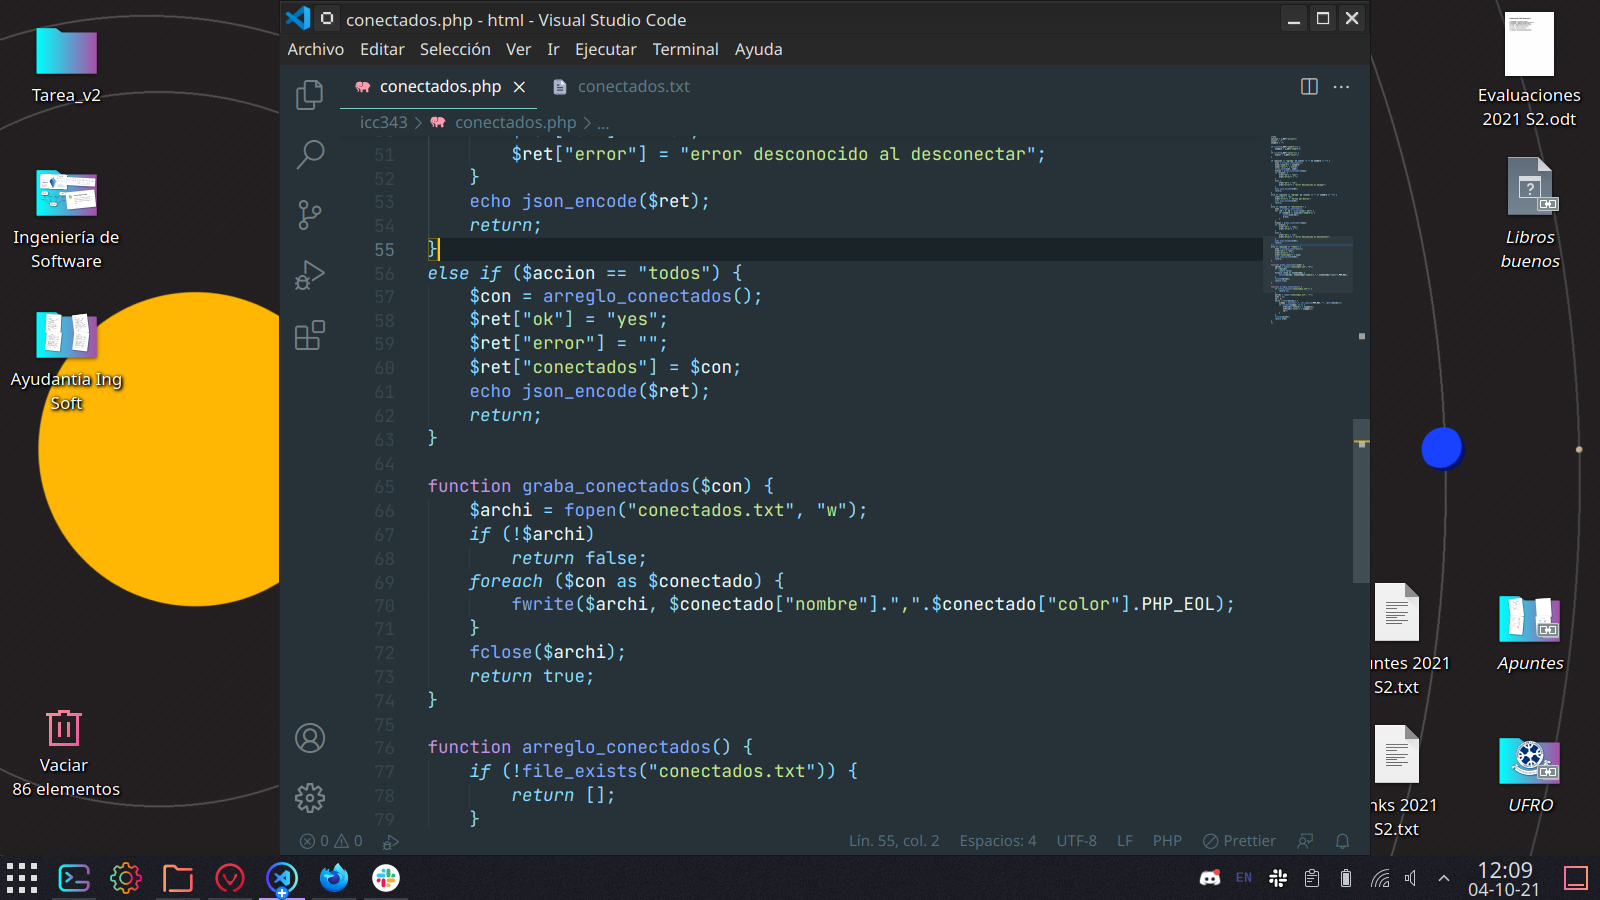 conectados.php - html - Visual Studio Code
Archivo Editar Selección Ver Ir Ejecutar Terminal Ayuda
conectados.php
conectados.txt
icc343 > conectados.php > ...
51 $ret["error"] = "error desconocido al desconectar";
52 }
53 echo json_encode($ret);
54 return;
55 }
56 else if ($accion == "todos") {
57 $con = arreglo_conectados();
58 $ret["ok"] = "yes";
59 $ret["error"] = "";
60 $ret["conectados"] = $con;
61 echo json_encode($ret);
62 return;
63 }
64
65 function graba_conectados($con) {
66 $archi = fopen("conectados.txt", "w");
67 if (!$archi)
68 return false;
69 foreach ($con as $conectado) {
70 fwrite($archi, $conectado["nombre"].",".$conectado["color"].PHP_EOL);
71 }
72 fclose($archi);
73 return true;
74 }
75
76 function arreglo_conectados() {
77 if (!file_exists("conectados.txt")) {
78 return [];
79 }
0 0
Lín. 55, col. 2 Espacios: 4 UTF-8 LF PHP Prettier
Tarea_v2
Ingeniería de
Software
Ayudantía Ing
Soft
Vaciar
86 elementos
Evaluaciones
2021 S2.odt
Libros
buenos
ntes 2021
S2.txt
Apuntes
nks 2021
S2.txt
UFRO
EN
12:09
04-10-21